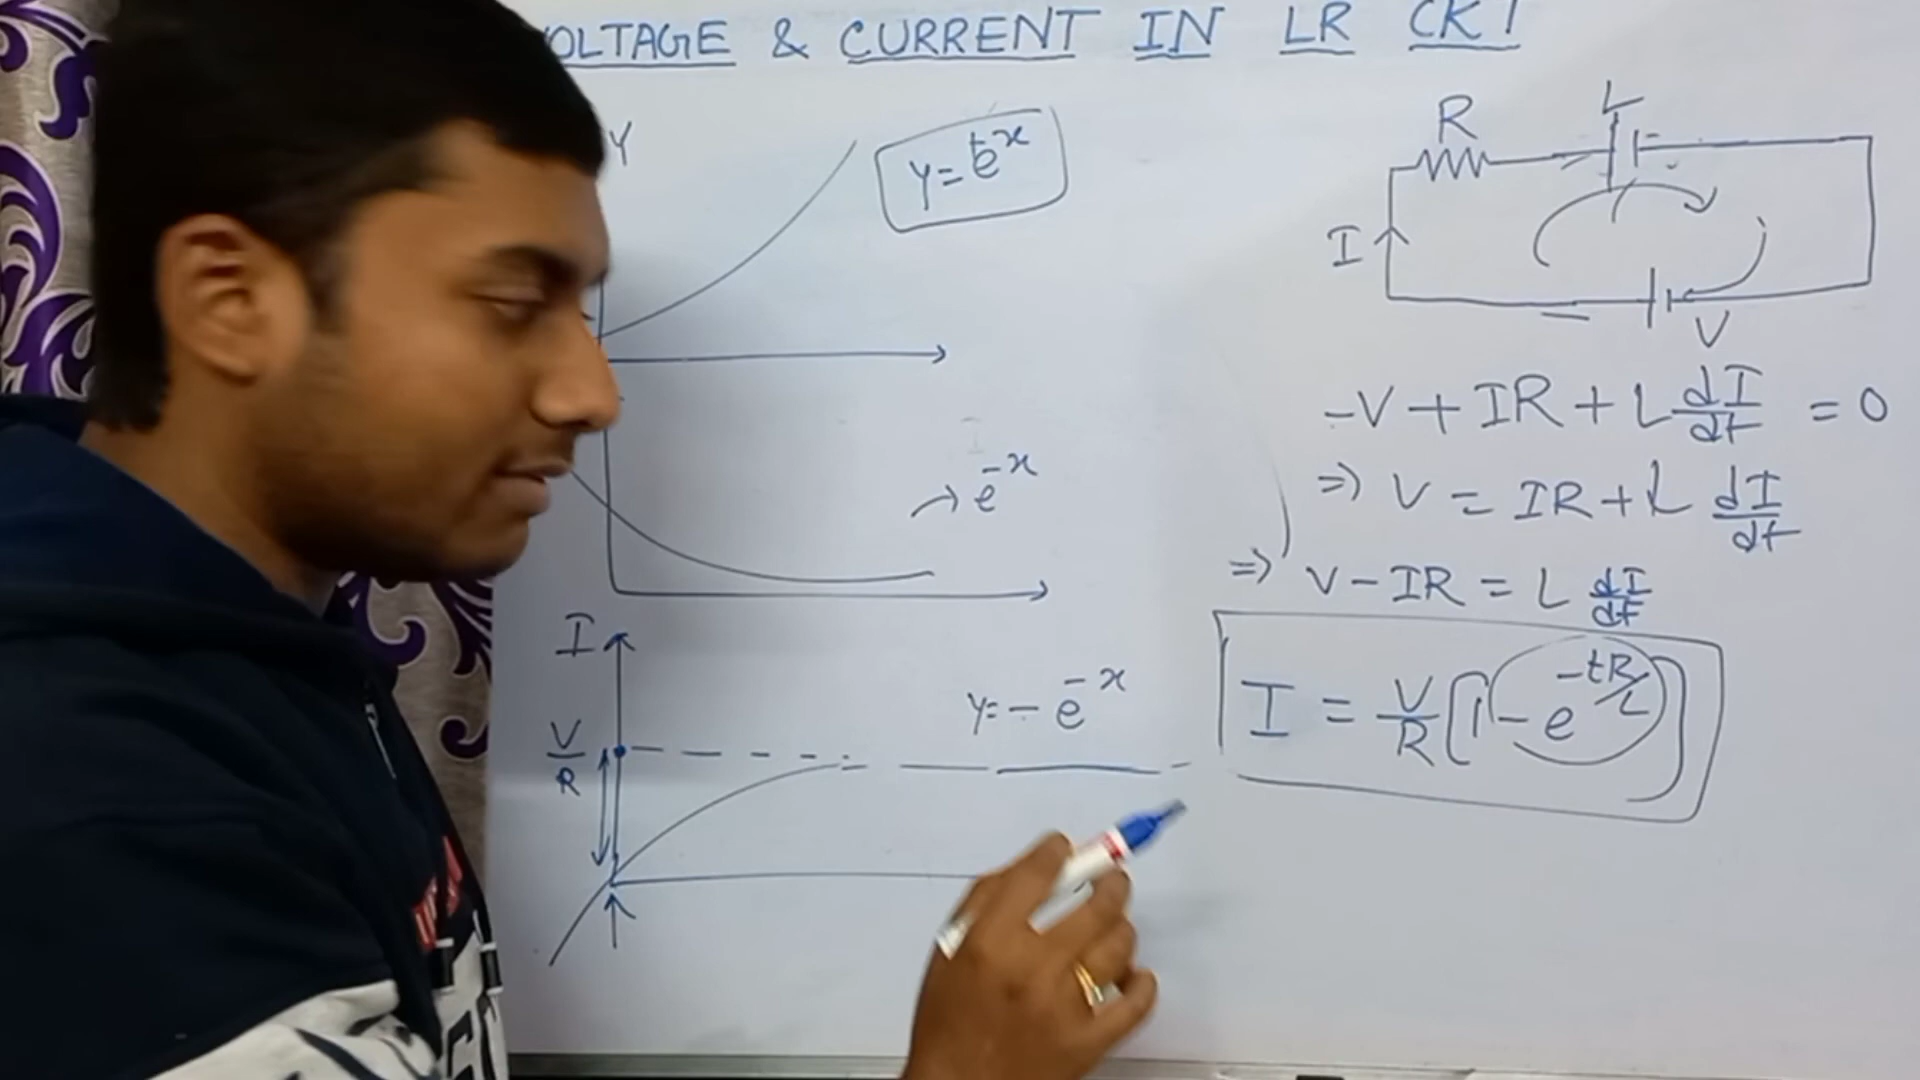 OLTAGE & CURRENT IN LR CKT
Y
y=e^x
R
L
I
V
-V + IR + L dI/dt = 0
=> V = IR + L dI/dt
e^-x
=> V - IR = L dI/dt
I
y= - e^-x
V/R
I = V/R [1 - e^-tR/L]